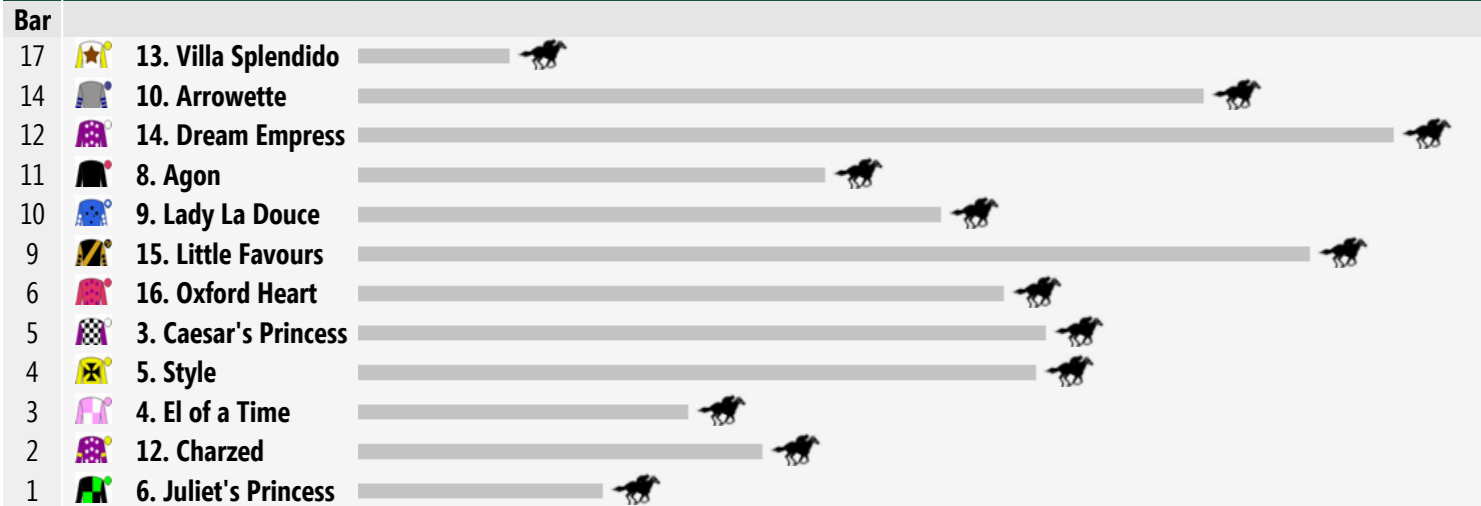 Bar
17 13. Villa Splendido
14 10. Arrowette
12 14. Dream Empress
11 8. Agon
10 9. Lady La Douce
9 15. Little Favours
6 16. Oxford Heart
5 3. Caesar's Princess
4 5. Style
3 4. El of a Time
2 12. Charzed
1 6. Juliet's Princess